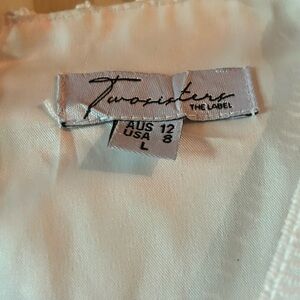 Twosisters
THE LABEL
AUS 12
USA 8
L